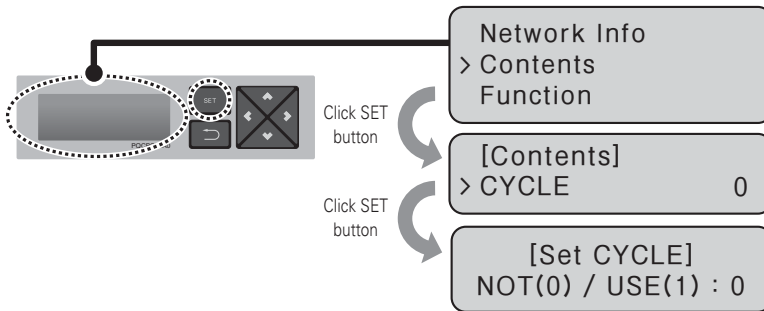 Network Info
> Contents
Function
SET
Click SET
button
[Contents]
> CYCLE 0
Click SET
button
[Set CYCLE]
NOT(0) / USE(1) : 0